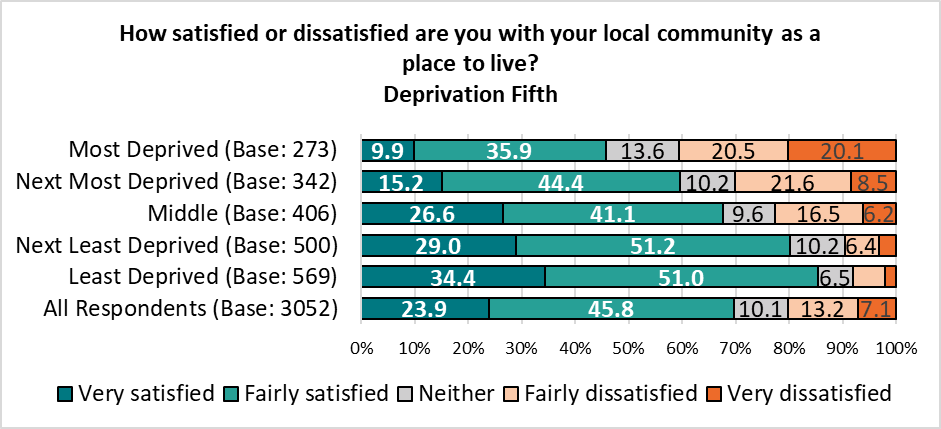 How satisfied or dissatisfied are you with your local community as a
place to live?
Deprivation Fifth
Most Deprived (Base: 273) 9.9 35.9 13.6 20.5 20.1
Next Most Deprived (Base: 342) 15.2 44.4 10.2 21.6 8.5
Middle (Base: 406) 26.6 41.1 9.6 16.5 6.2
Next Least Deprived (Base: 500) 29.0 51.2 10.2 6.4
Least Deprived (Base: 569) 34.4 51.0 6.5
All Respondents (Base: 3052) 23.9 45.8 10.1 13.2 7.1
0% 10% 20% 30% 40% 50% 60% 70% 80% 90% 100%
Very satisfied Fairly satisfied Neither Fairly dissatisfied Very dissatisfied